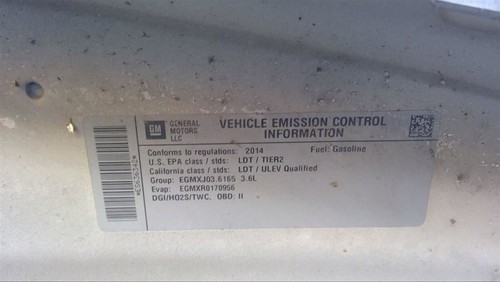 GM
GENERAL
MOTORS
LLC
VEHICLE EMISSION CONTROL
INFORMATION
Conforms to regulations: 2014 Fuel: Gasoline
U.S. EPA class / stds: LDT / TIER2
California class / stds: LDT / ULEV Qualified
Group: EGMXJ03.6165 3.6L
Evap: EGMXR0170956
DGI/HO2S/TWC, OBD: II